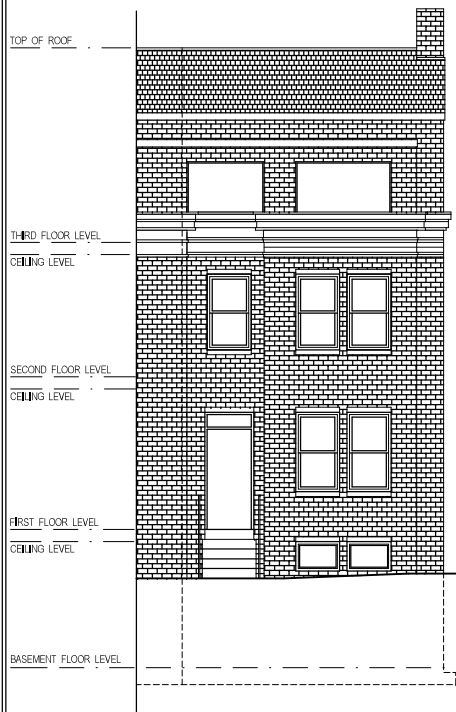 TOP OF ROOF
THIRD FLOOR LEVEL
CEILING LEVEL
SECOND FLOOR LEVEL
CEILING LEVEL
FIRST FLOOR LEVEL
CEILING LEVEL
BASEMENT FLOOR LEVEL